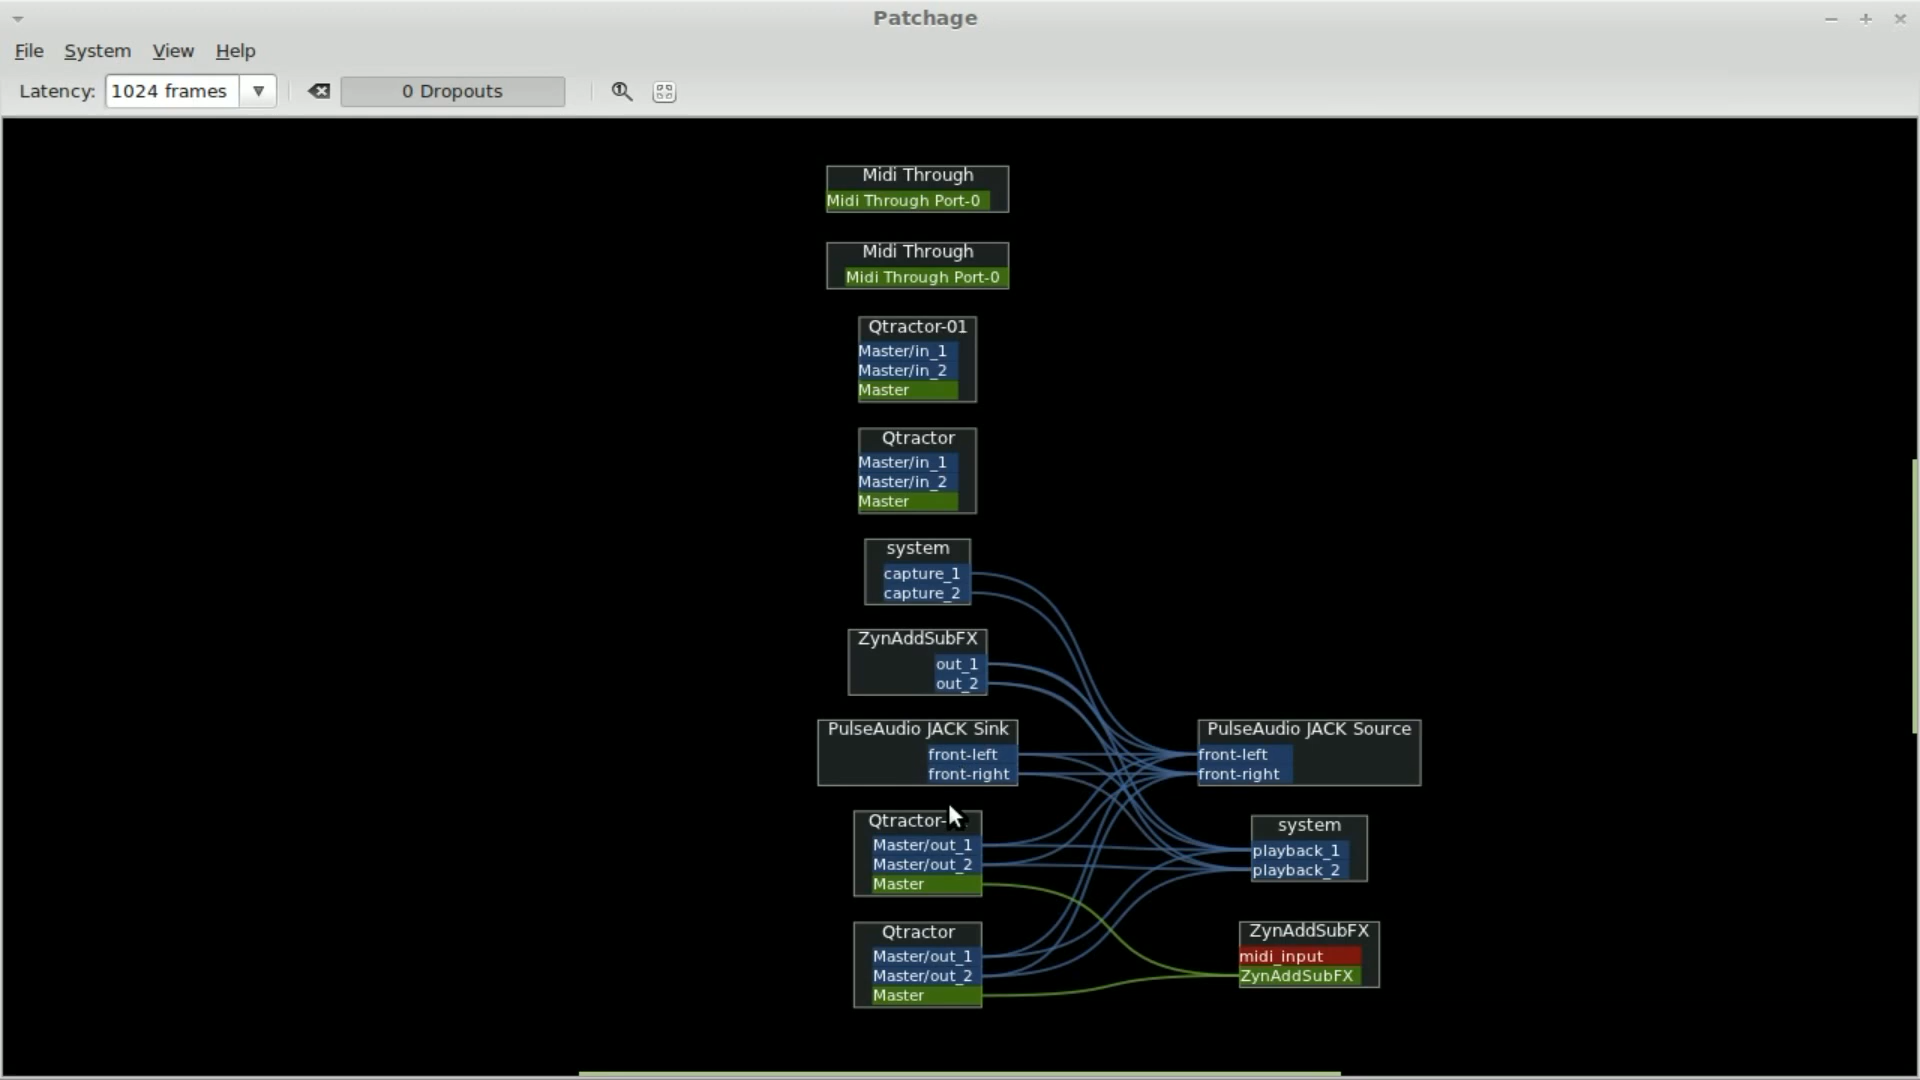 Patchage
File System View Help
Latency: 1024 frames 0 Dropouts
Midi Through
Midi Through Port-0
Midi Through
Midi Through Port-0
Qtractor-01
Master/in_1
Master/in_2
Master
Qtractor
Master/in_1
Master/in_2
Master
system
capture_1
capture_2
ZynAddSubFX
out_1
out_2
PulseAudio JACK Sink
front-left
front-right
PulseAudio JACK Source
front-left
front-right
Qtractor-
Master/out_1
Master/out_2
Master
system
playback_1
playback_2
Qtractor
Master/out_1
Master/out_2
Master
ZynAddSubFX
midi_input
ZynAddSubFX